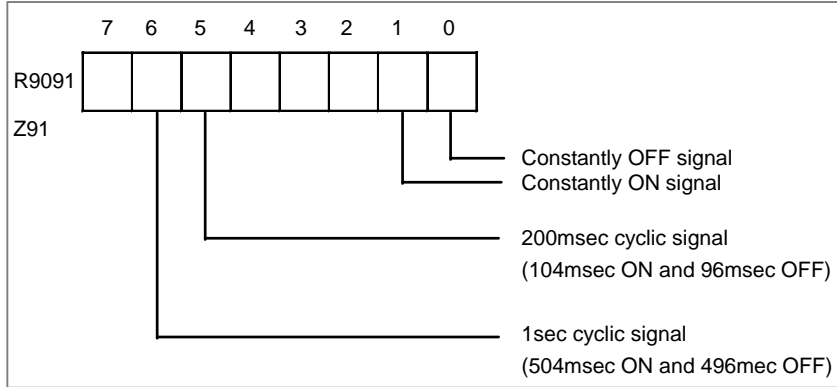 7 6 5 4 3 2 1 0
R9091
Z91
Constantly OFF signal
Constantly ON signal
200msec cyclic signal
(104msec ON and 96msec OFF)
1sec cyclic signal
(504msec ON and 496mec OFF)